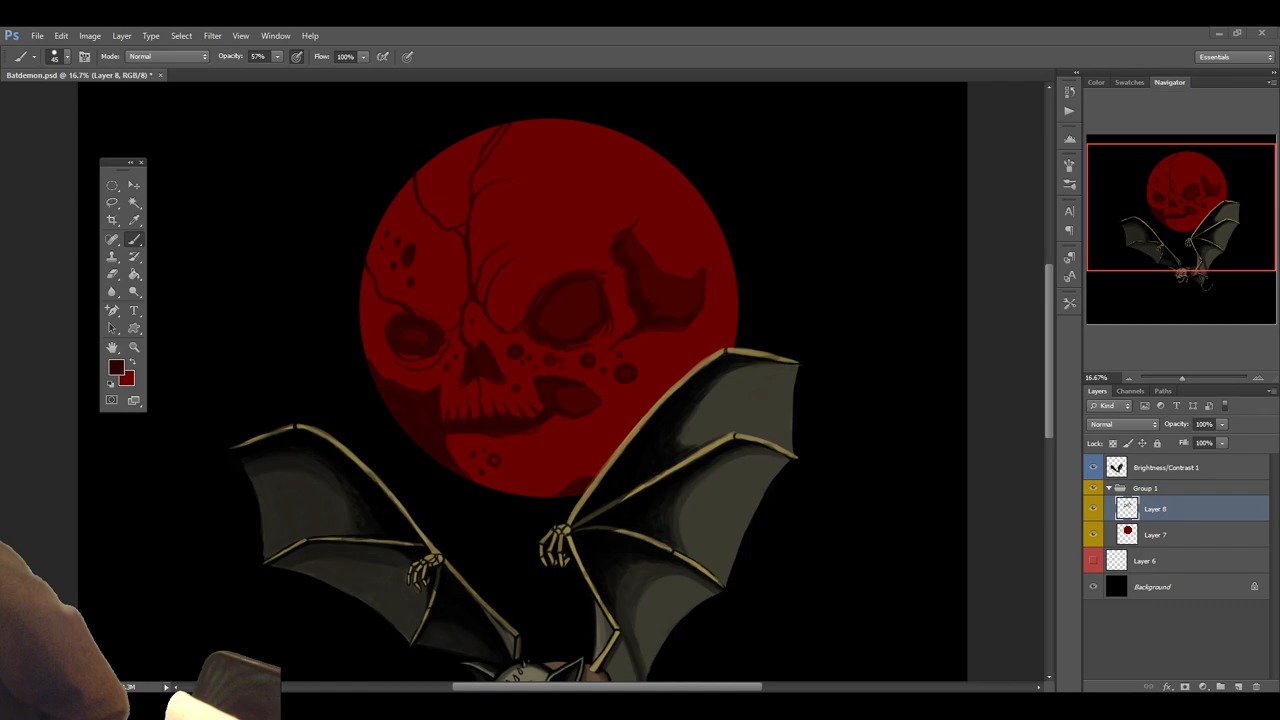 Ps File Edit Image Layer Type Select Filter View Window Help
45 Mode: Normal Opacity: 57% Flow: 100% Essentials
Batdemon.psd @ 16.7% (Layer 8, RGB/8) * ×
Color Swatches Navigator
16.67%
Layers Channels Paths
Kind
Normal Opacity: 100%
Lock: Fill: 100%
Brightness/Contrast 1
Group 1
Layer 8
Layer 7
Layer 6
Background